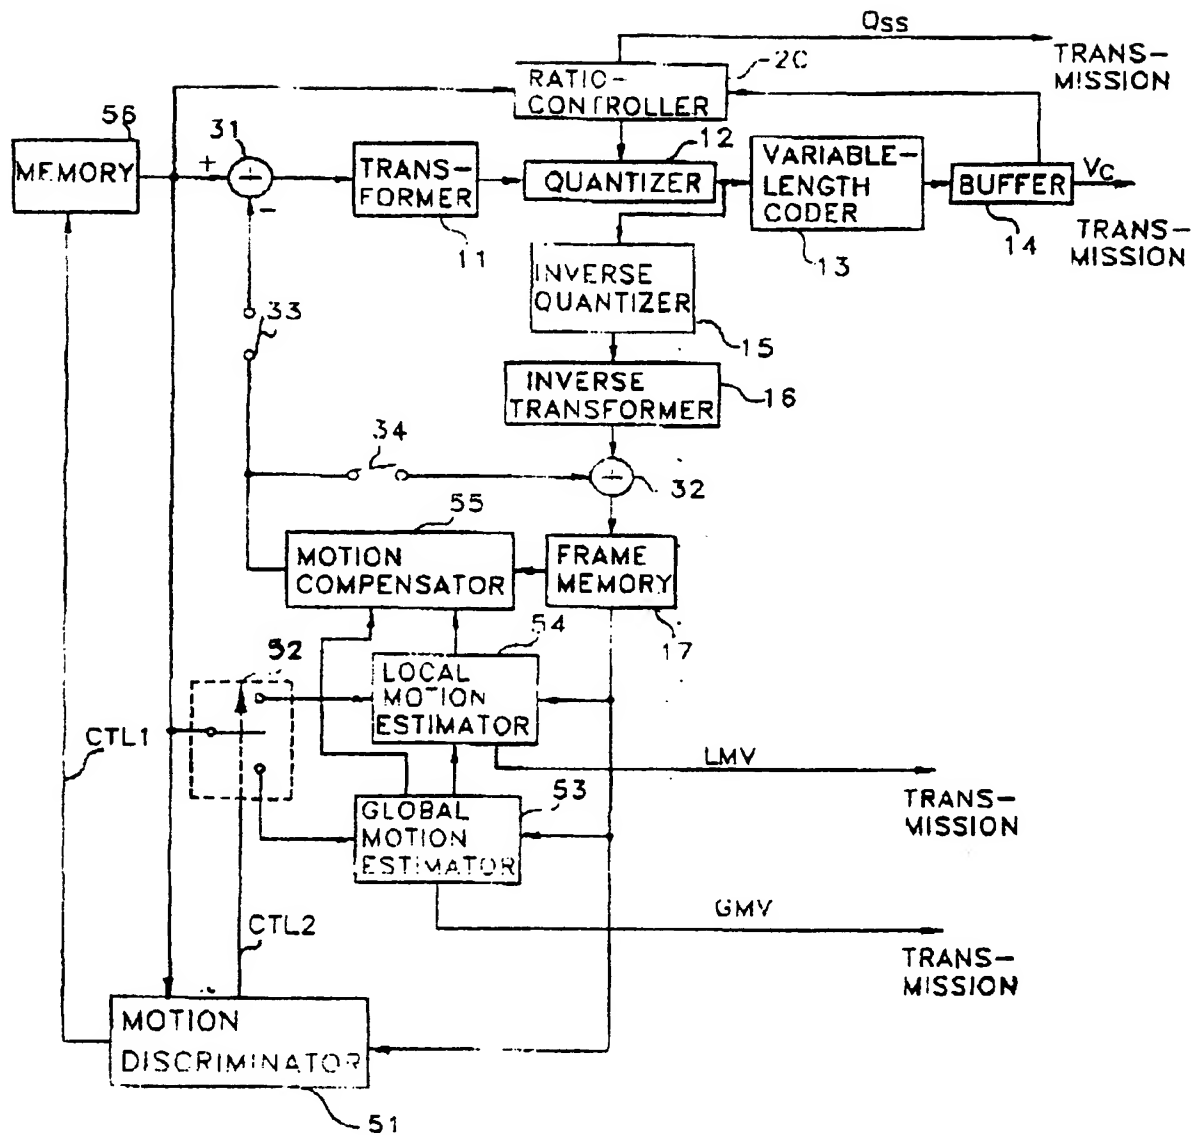 QSS
TRANS-
MISSION
20
RATIO-
CONTROLLER
56
MEMORY
31
+
-
TRANS-
FORMER
11
12
QUANTIZER
VARIABLE-
LENGTH
CODER
13
BUFFER
14
VC
TRANS-
MISSION
INVERSE
QUANTIZER
15
33
INVERSE
TRANSFORMER
16
34
32
55
MOTION
COMPENSATOR
FRAME
MEMORY
17
54
52
LOCAL
MOTION
ESTIMATOR
CTL1
LMV
TRANS-
MISSION
53
GLOBAL
MOTION
ESTIMATOR
CTL2
GMV
TRANS-
MISSION
MOTION
DISCRIMINATOR
51